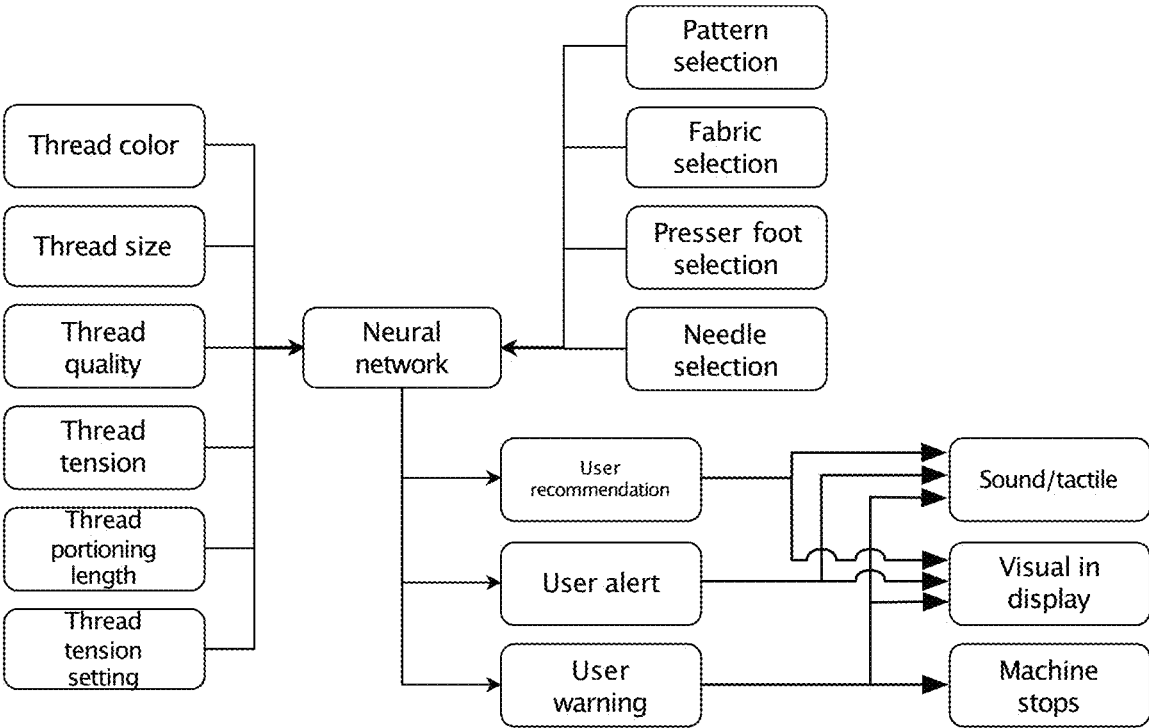 Pattern
selection
Thread color
Fabric
selection
Thread size
Presser foot
selection
Thread
quality
Neural
network
Needle
selection
Thread
tension
User
recommendation
Sound/tactile
Thread
portioning
length
User alert
Visual in
display
Thread
tension
setting
User
warning
Machine
stops